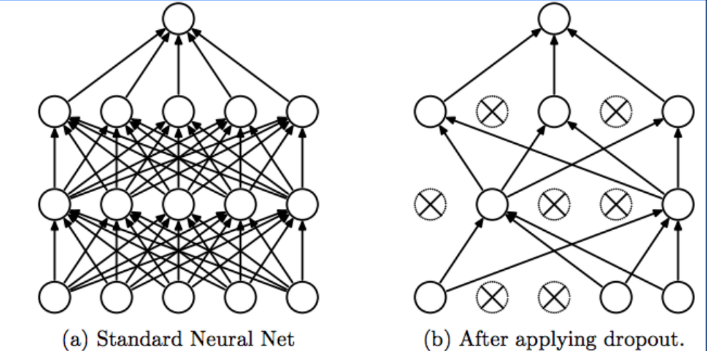 (a) Standard Neural Net
(b) After applying dropout.